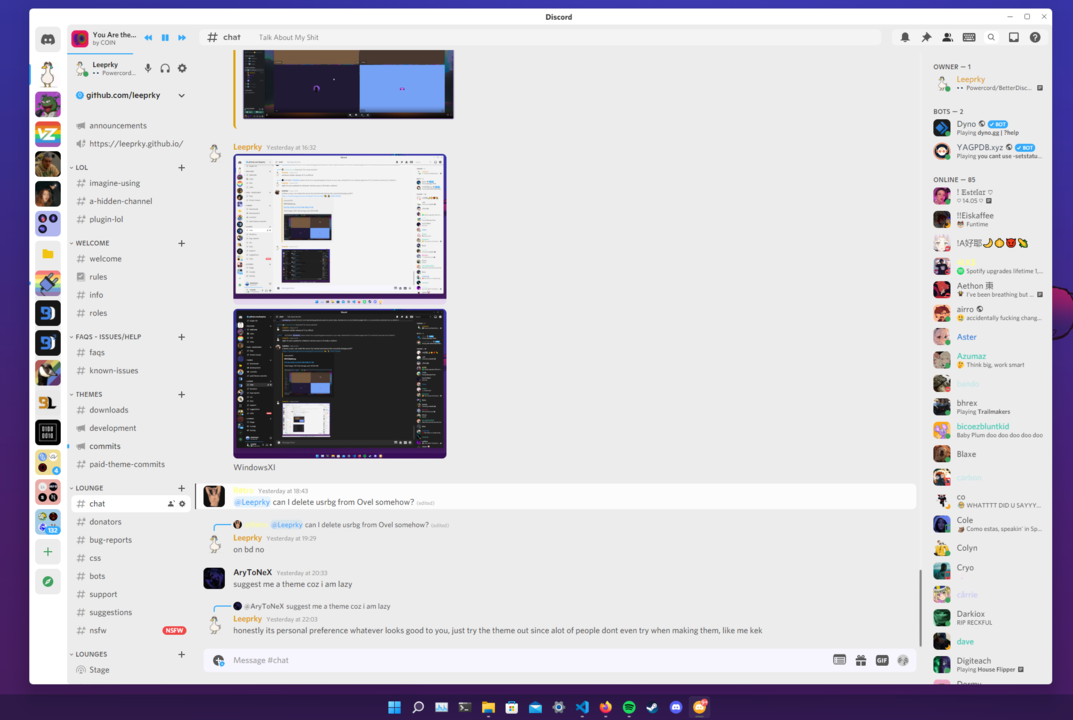 Discord
You Are the...
by COIN
# chat
Talk About My Shit
Leeprky
Powercord...
github.com/leeprky
announcements
https://leeprky.github.io/
LOL
imagine-using
a-hidden-channel
plugin-lol
WELCOME
welcome
rules
info
roles
FAQS - ISSUES/HELP
faqs
known-issues
THEMES
downloads
development
commits
paid-theme-commits
LOUNGE
chat
donators
bug-reports
css
bots
support
suggestions
nsfw
NSFW
LOUNGES
Stage
4
132
Leeprky Yesterday at 16:32
WindowsXI
Yesterday at 18:43
@Leeprky can I delete usrbg from Ovel somehow? (edited)
@Leeprky can I delete usrbg from Ovel somehow? (edited)
Leeprky Yesterday at 19:29
on bd no
AryToNeX Yesterday at 20:33
suggest me a theme coz i am lazy
@AryToNeX suggest me a theme coz i am lazy
Leeprky Yesterday at 22:03
honestly its personal preference whatever looks good to you, just try the theme out since alot of people dont even try when making them, like me kek
Message #chat
GIF
OWNER — 1
Leeprky
Powercord/BetterDisc...
BOTS — 2
Dyno BOT
Playing dyno.gg | ?help
YAGPDB.xyz BOT
Playing you cant use -setstatu...
ONLINE — 85
! Estrlar ♡
♡ 14.05 ♡
!!Eiskaffee
Funtime
!A好耶
Spotify upgrades lifetime 1...
Aethon 東
I've been breathing but ...
airro
accidentally fucking chang...
Aster
Azumaz
Think big, work smart
bhrex
Playing Trailmakers
bicoezbluntkid
Baby Plum doo doo doo doo doo
Blaxe
co
WHATTTT DID U SAYYY...
Cole
Como estas, speakin' in Sp...
Colyn
Cryo
Darkiox
RIP RECKFUL
dave
Digiteach
Playing House Flipper